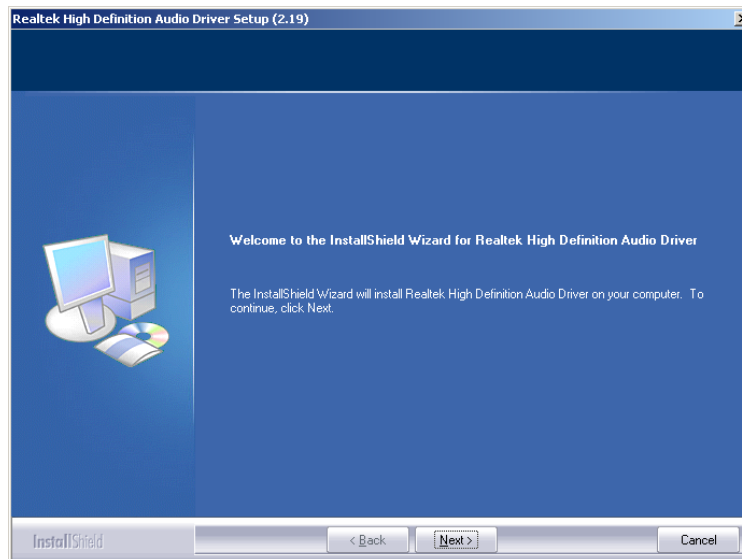 Realtek High Definition Audio Driver Setup (2.19)
Welcome to the InstallShield Wizard for Realtek High Definition Audio Driver
The InstallShield Wizard will install Realtek High Definition Audio Driver on your computer. To
continue, click Next.
InstallShield
< Back
Next >
Cancel